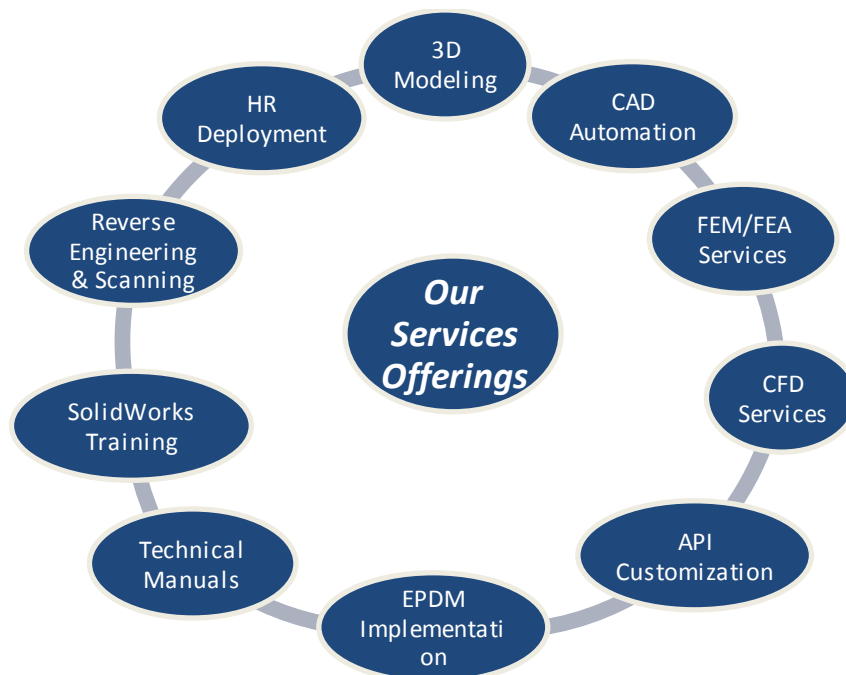 3D
Modeling
CAD
Automation
FEM/FEA
Services
CFD
Services
API
Customization
EPDM
Implementati
on
Technical
Manuals
SolidWorks
Training
Reverse
Engineering
& Scanning
HR
Deployment
Our
Services
Offerings